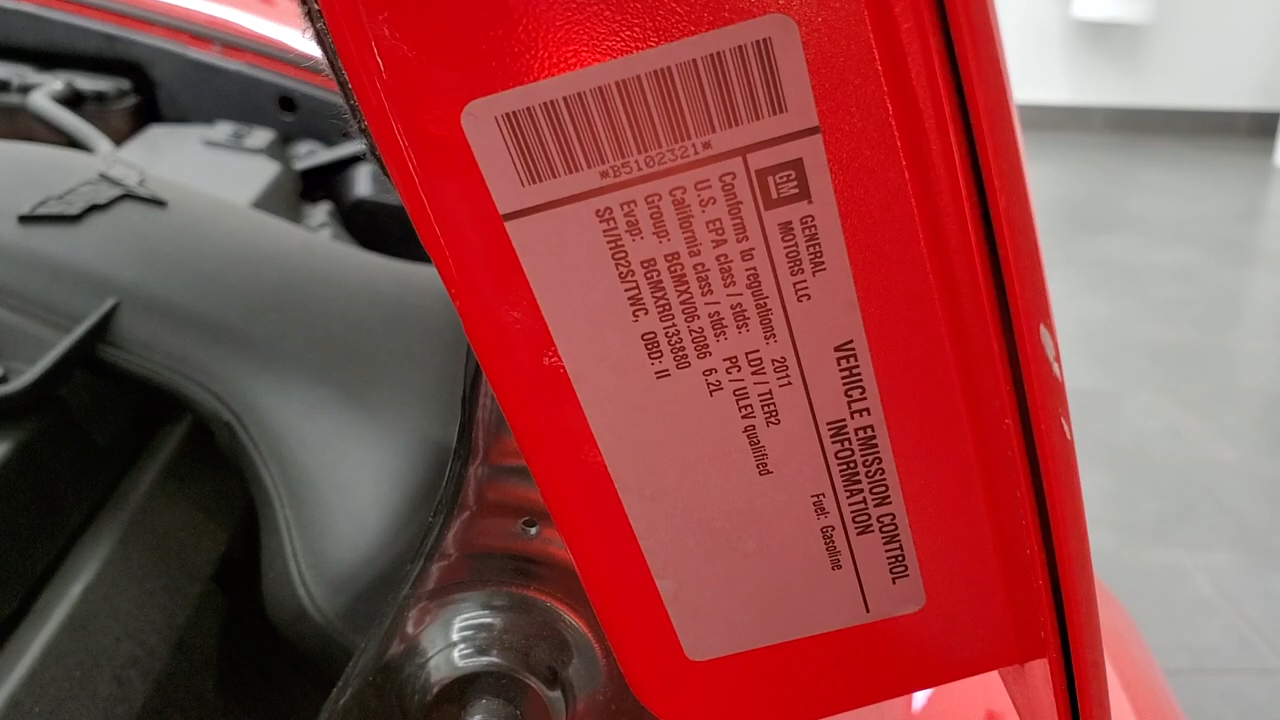 *B5102321*
GM
GENERAL
MOTORS LLC
VEHICLE EMISSION CONTROL
INFORMATION
Conforms to regulations: 2011
U.S. EPA class / stds: LDV / TIER2
California class / stds: PC / ULEV qualified
Group: BGMXV06.2086 6.2L
Evap: BGMXR0133880
SFI/HO2S/TWC, OBD: II
Fuel: Gasoline